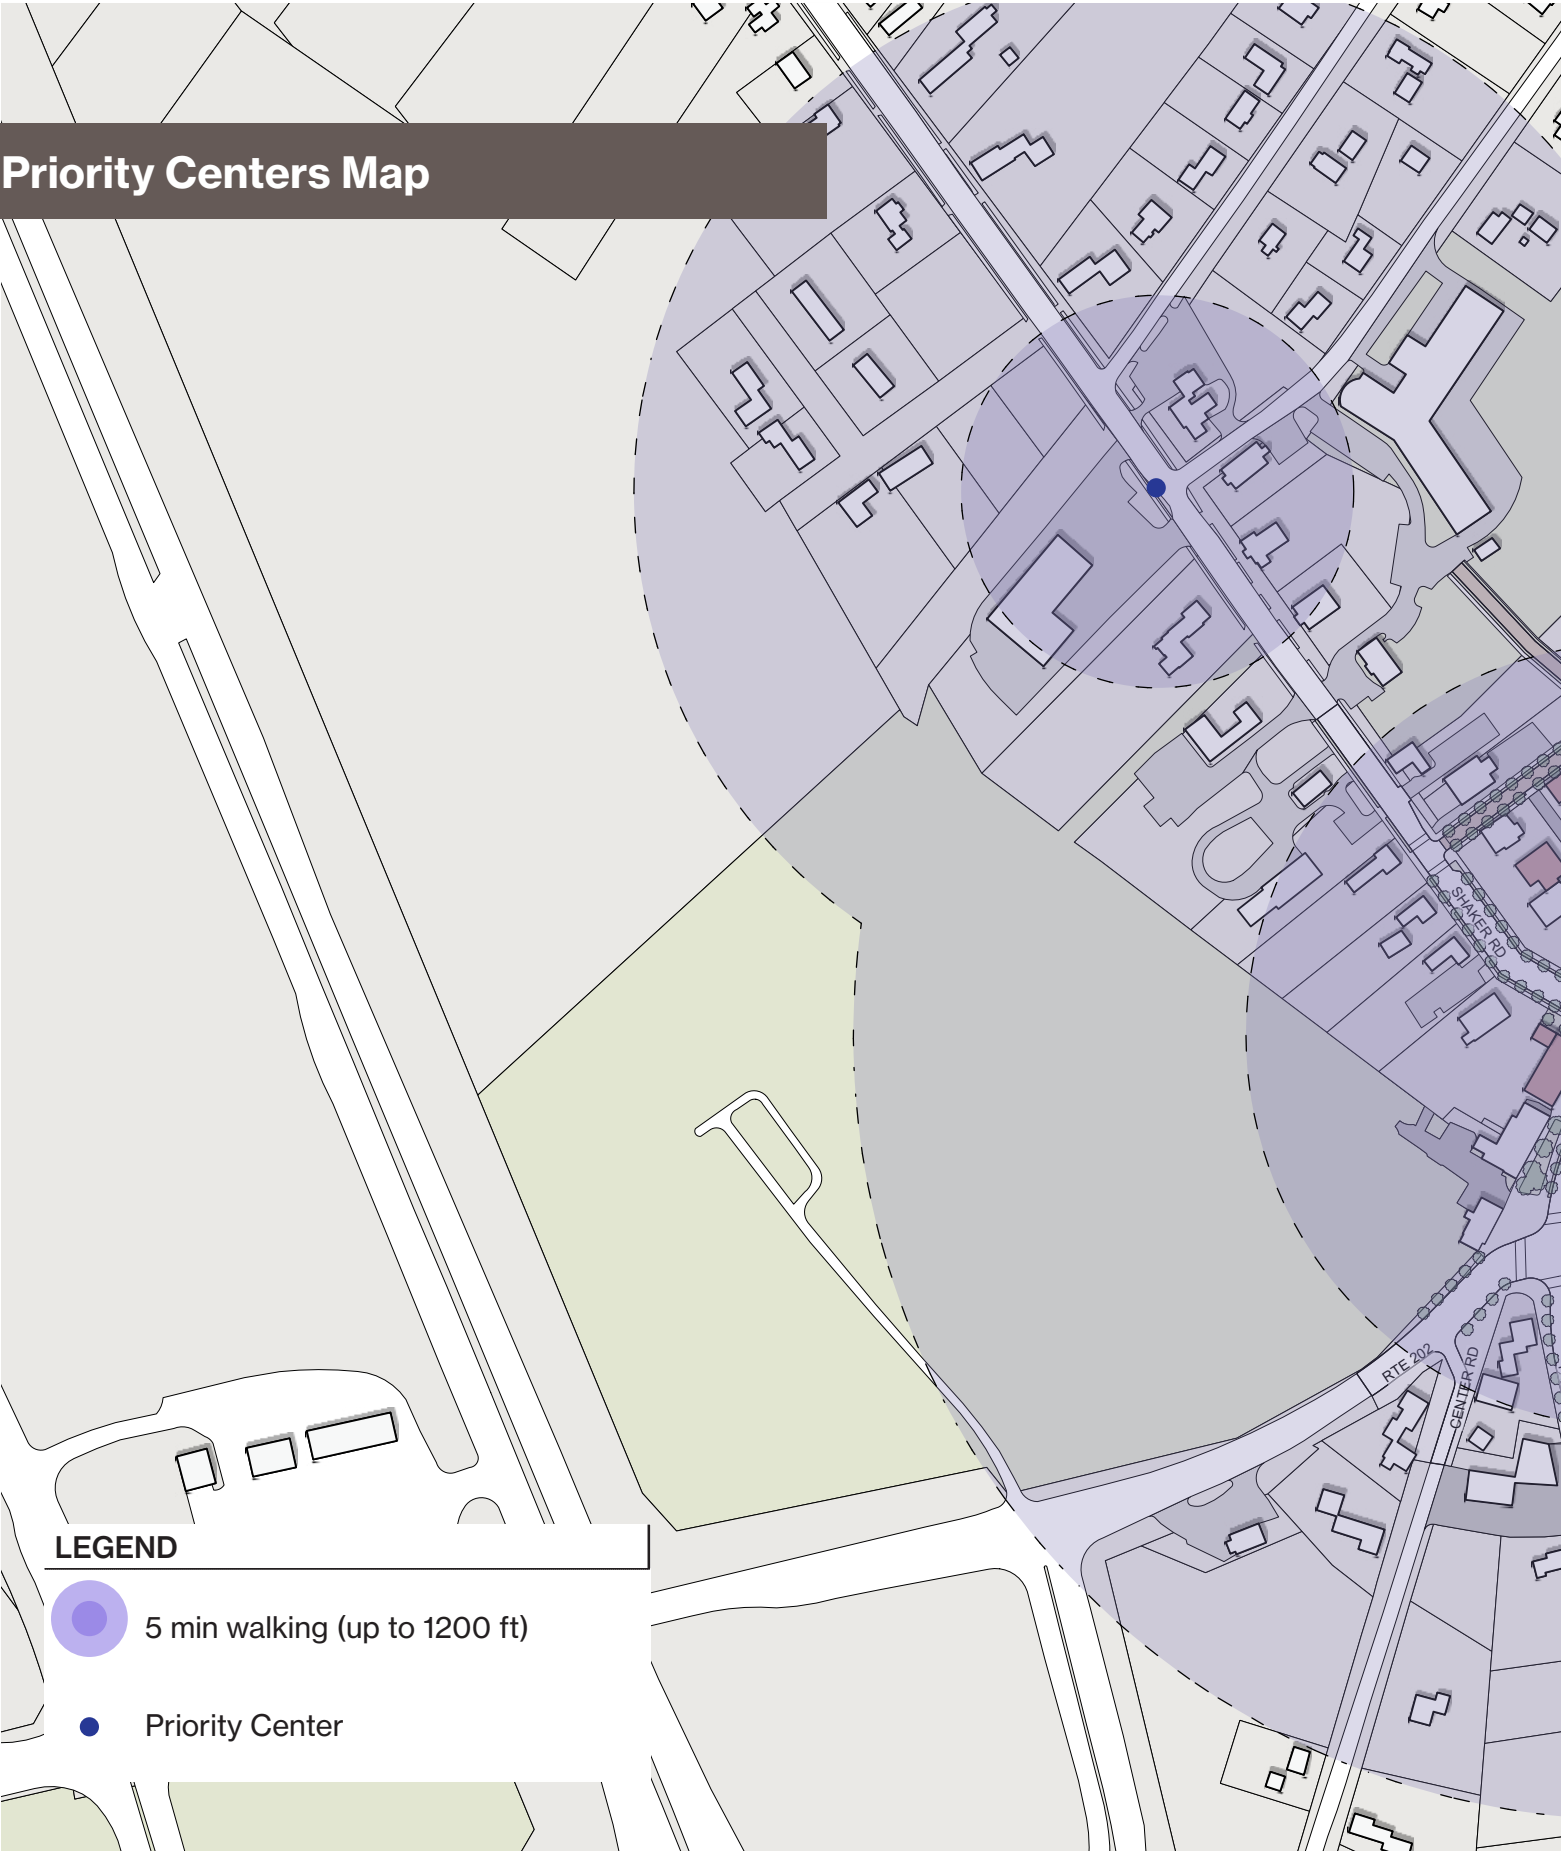 Priority Centers Map
SHAKER RD
RTE 202
CENTER RD
LEGEND
5 min walking (up to 1200 ft)
Priority Center